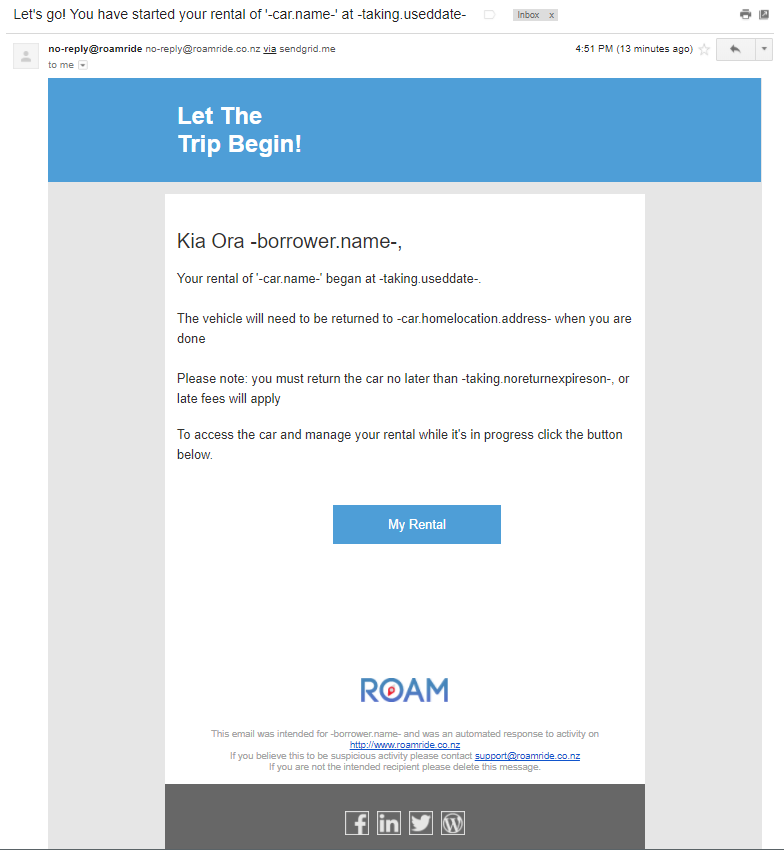 Let's go! You have started your rental of '-car.name-' at -taking.useddate-
Inbox x
no-reply@roamride no-reply@roamride.co.nz via sendgrid.me
4:51 PM (13 minutes ago)
to me
Let The
Trip Begin!
Kia Ora -borrower.name-,
Your rental of '-car.name-' began at -taking.useddate-.
The vehicle will need to be returned to -car.homelocation.address- when you are
done
Please note: you must return the car no later than -taking.noreturnexpireson-, or
late fees will apply
To access the car and manage your rental while it's in progress click the button
below.
My Rental
ROAM
This email was intended for -borrower.name- and was an automated response to activity on
http://www.roamride.co.nz
If you believe this to be suspicious activity please contact support@roamride.co.nz
If you are not the intended recipient please delete this message.